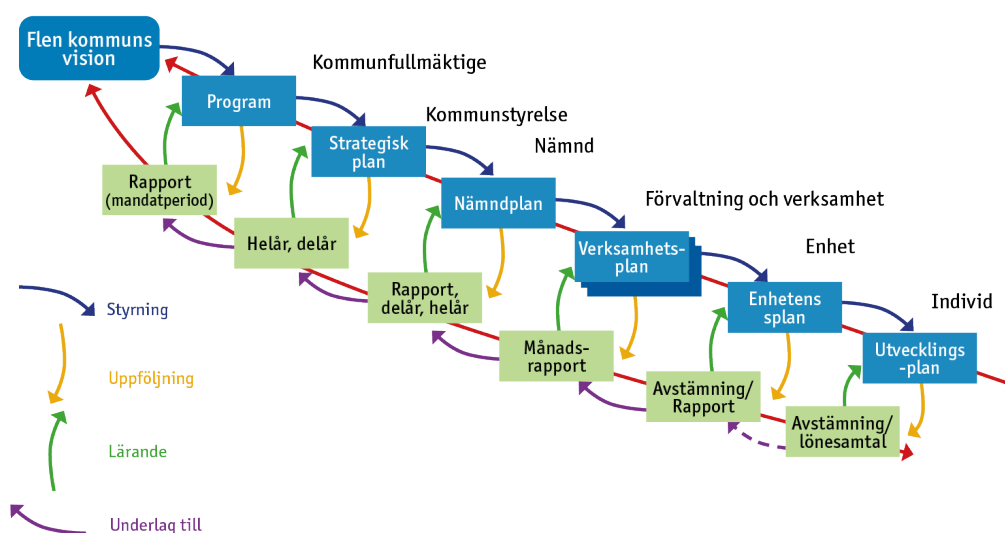 Flen kommuns
vision
Kommunfullmäktige
Program
Kommunstyrelse
Strategisk
plan
Nämnd
Rapport
(mandatperiod)
Nämndplan
Förvaltning och verksamhet
Helår, delår
Verksamhets-
plan
Enhet
Rapport,
delår, helår
Enhetens
splan
Individ
Månads-
rapport
Utvecklings
-plan
Avstämning/
Rapport
Avstämning/
lönesamtal
Styrning
Uppföljning
Lärande
Underlag till